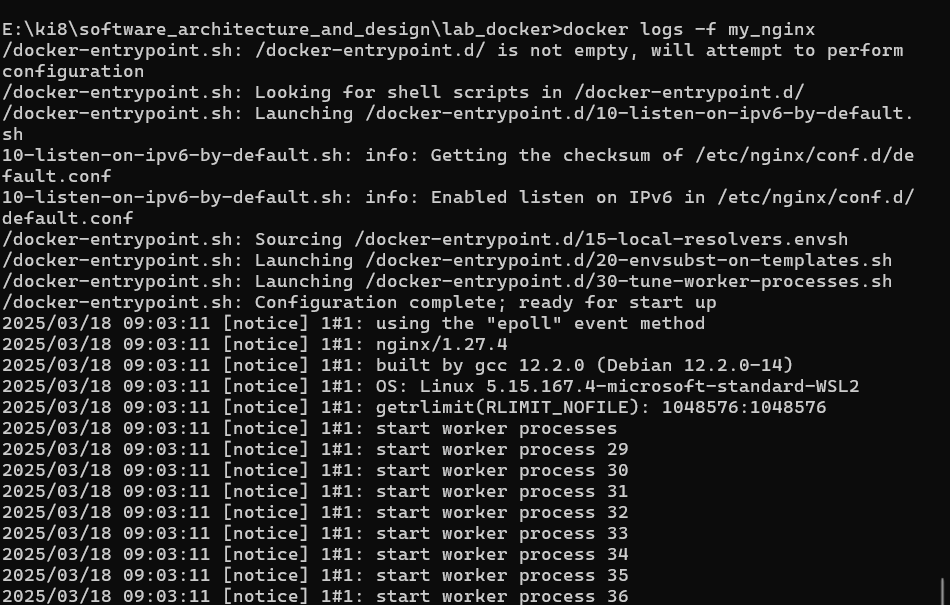 E:\ki8\software_architecture_and_design\lab_docker>docker logs -f my_nginx
/docker-entrypoint.sh: /docker-entrypoint.d/ is not empty, will attempt to perform
configuration
/docker-entrypoint.sh: Looking for shell scripts in /docker-entrypoint.d/
/docker-entrypoint.sh: Launching /docker-entrypoint.d/10-listen-on-ipv6-by-default.
sh
10-listen-on-ipv6-by-default.sh: info: Getting the checksum of /etc/nginx/conf.d/de
fault.conf
10-listen-on-ipv6-by-default.sh: info: Enabled listen on IPv6 in /etc/nginx/conf.d/
default.conf
/docker-entrypoint.sh: Sourcing /docker-entrypoint.d/15-local-resolvers.envsh
/docker-entrypoint.sh: Launching /docker-entrypoint.d/20-envsubst-on-templates.sh
/docker-entrypoint.sh: Launching /docker-entrypoint.d/30-tune-worker-processes.sh
/docker-entrypoint.sh: Configuration complete; ready for start up
2025/03/18 09:03:11 [notice] 1#1: using the "epoll" event method
2025/03/18 09:03:11 [notice] 1#1: nginx/1.27.4
2025/03/18 09:03:11 [notice] 1#1: built by gcc 12.2.0 (Debian 12.2.0-14)
2025/03/18 09:03:11 [notice] 1#1: OS: Linux 5.15.167.4-microsoft-standard-WSL2
2025/03/18 09:03:11 [notice] 1#1: getrlimit(RLIMIT_NOFILE): 1048576:1048576
2025/03/18 09:03:11 [notice] 1#1: start worker processes
2025/03/18 09:03:11 [notice] 1#1: start worker process 29
2025/03/18 09:03:11 [notice] 1#1: start worker process 30
2025/03/18 09:03:11 [notice] 1#1: start worker process 31
2025/03/18 09:03:11 [notice] 1#1: start worker process 32
2025/03/18 09:03:11 [notice] 1#1: start worker process 33
2025/03/18 09:03:11 [notice] 1#1: start worker process 34
2025/03/18 09:03:11 [notice] 1#1: start worker process 35
2025/03/18 09:03:11 [notice] 1#1: start worker process 36